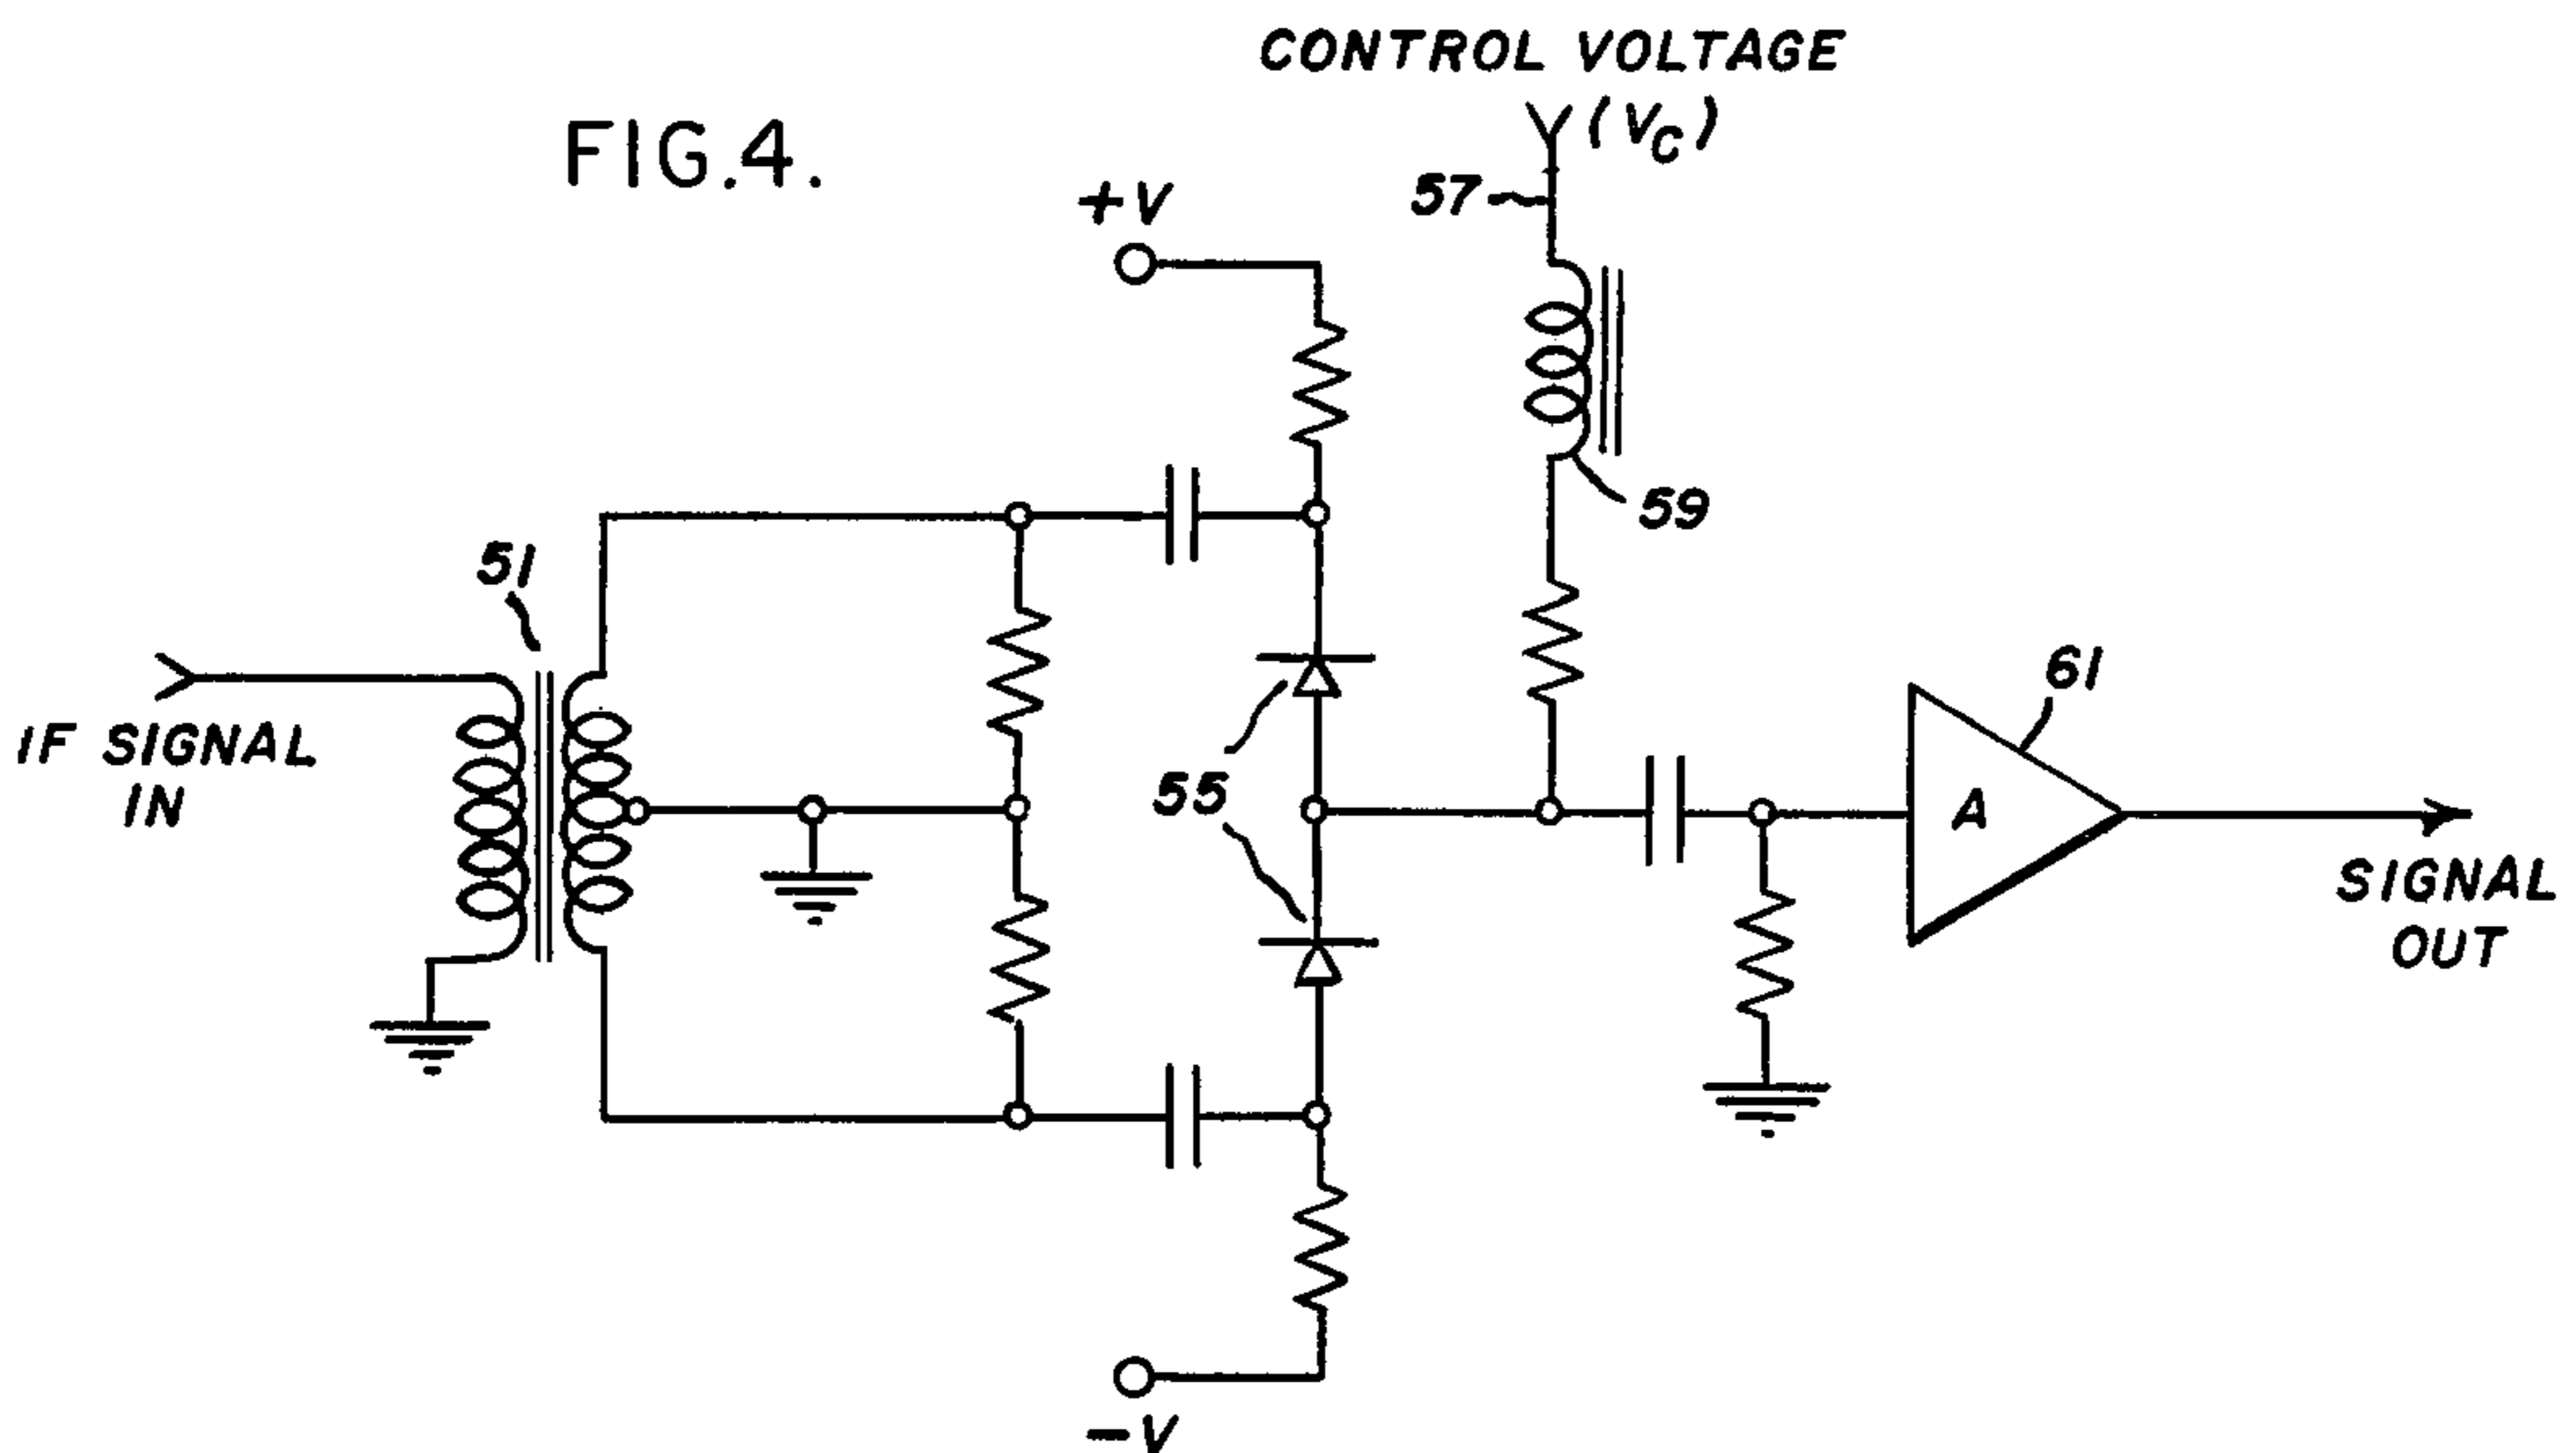 FIG.4.
CONTROL VOLTAGE
(VC)
+V
57
59
51
IF SIGNAL
IN
55
61
A
SIGNAL
OUT
-V